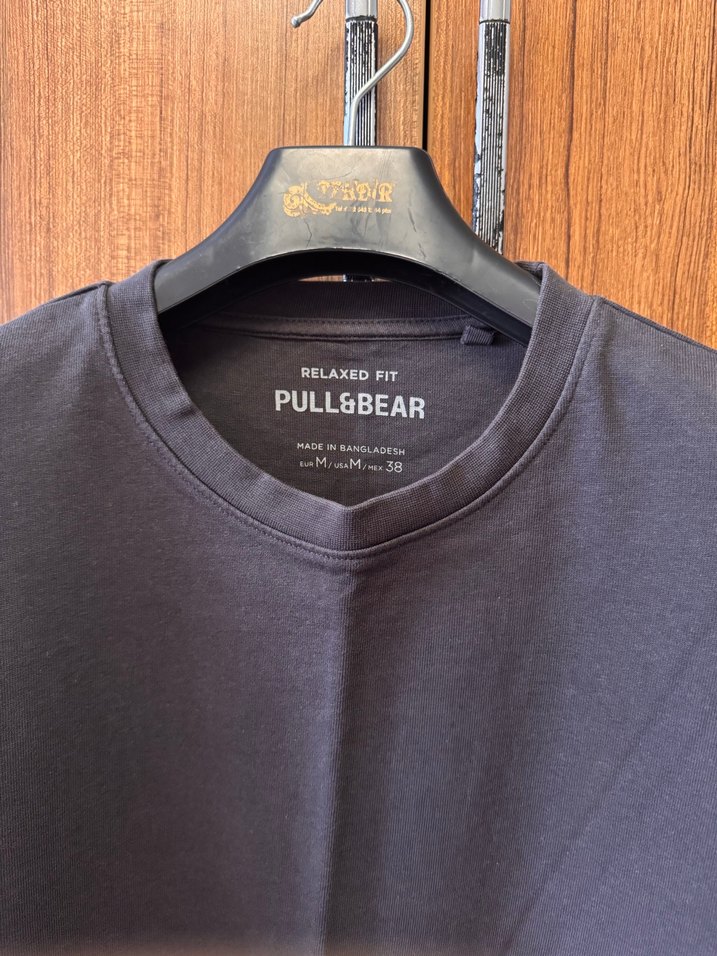 RELAXED FIT
PULL&BEAR
MADE IN BANGLADESH
EUR M / USA M / MEX 38